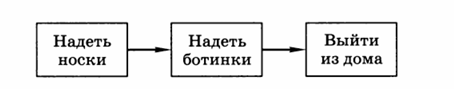 Надеть
носки
Надеть
ботинки
Выйти
из дома